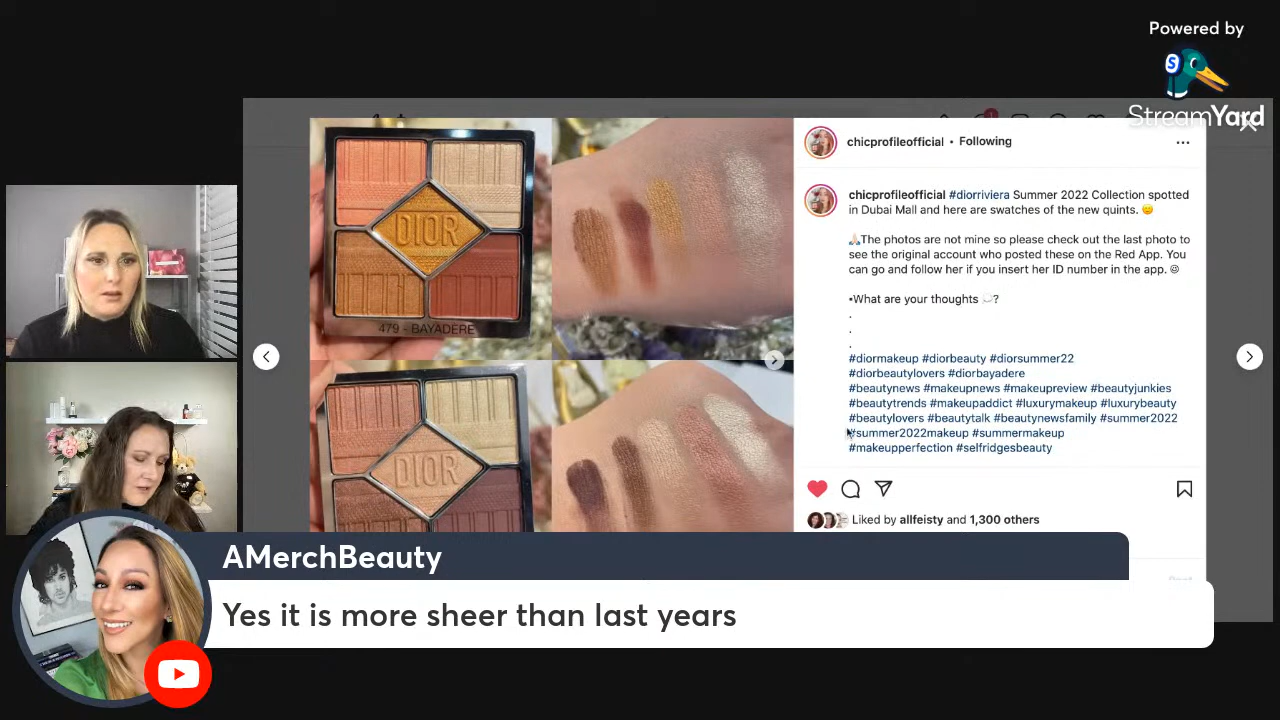 Powered by
StreamYard
chicprofileofficial • Following
DIOR
479 - BAYADERE
DIOR
chicprofileofficial #diorriviera Summer 2022 Collection spotted
in Dubai Mall and here are swatches of the new quints. 😊
🙏🏻The photos are not mine so please check out the last photo to
see the original account who posted these on the Red App. You
can go and follow her if you insert her ID number in the app. 😉
•What are your thoughts 💭?
.
.
.
#diormakeup #diorbeauty #diorsummer22
#diorbeautylovers #diorbayadere
#beautynews #makeupnews #makeupreview #beautyjunkies
#beautytrends #makeupaddict #luxurymakeup #luxurybeauty
#beautylovers #beautytalk #beautynewsfamily #summer2022
#summer2022makeup #summermakeup
#makeupperfection #selfridgesbeauty
Liked by allfeisty and 1,300 others
AMerchBeauty
Yes it is more sheer than last years